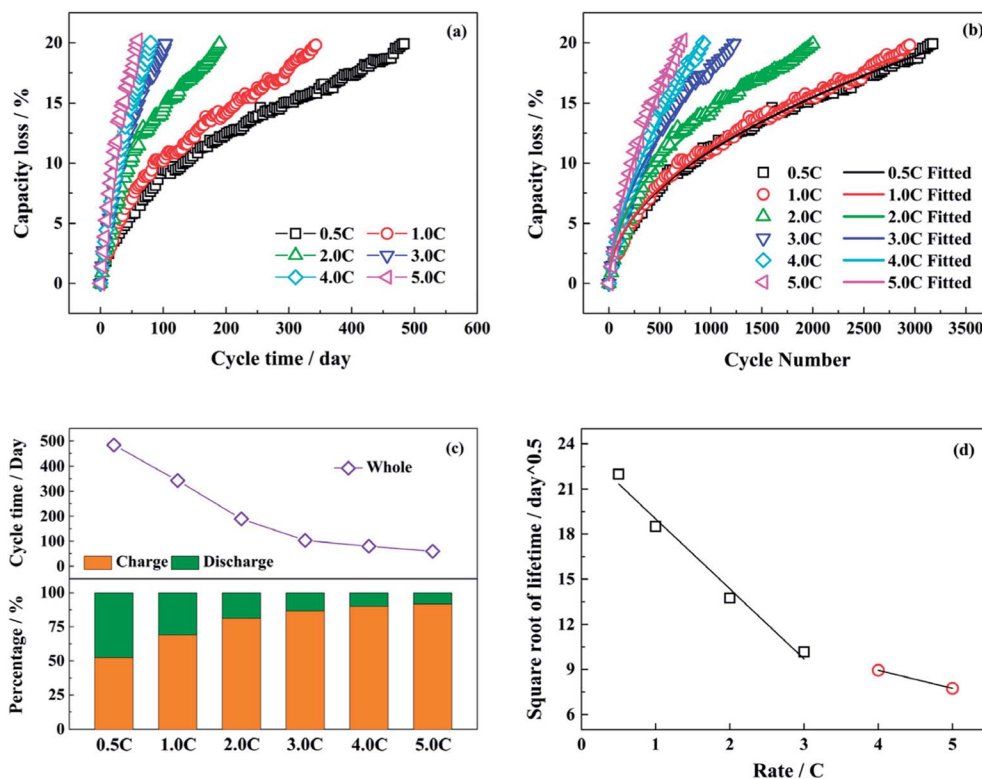 (a)
Capacity loss / %
20
15
10
5
0
0.5C 1.0C
2.0C 3.0C
4.0C 5.0C
0 100 200 300 400 500 600
Cycle time / day
(b)
Capacity loss / %
20
15
10
5
0
0.5C 0.5C Fitted
1.0C 1.0C Fitted
2.0C 2.0C Fitted
3.0C 3.0C Fitted
4.0C 4.0C Fitted
5.0C 5.0C Fitted
0 500 1000 1500 2000 2500 3000 3500
Cycle Number
(c)
Cycle time / Day
500
400
300
200
100
0
Whole
Charge Discharge
Percentage / %
100
75
50
25
0
0.5C 1.0C 2.0C 3.0C 4.0C 5.0C
(d)
Square root of lifetime / day^0.5
24
21
18
15
12
9
6
1 2 3 4 5
Rate / C